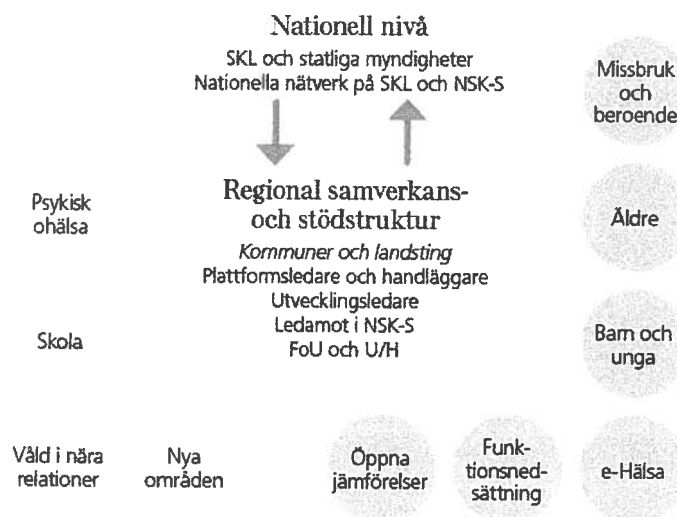 Nationell nivå
SKL och statliga myndigheter
Nationella nätverk på SKL och NSK-S
Missbruk
och
beroende
Regional samverkans-
och stödstruktur
Kommuner och landsting
Plattformsledare och handläggare
Utvecklingsledare
Ledamot i NSK-S
FoU och U/H
Psykisk
ohälsa
Äldre
Skola
Barn och
unga
Våld i nära
relationer
Nya
områden
Öppna
jämförelser
Funk-
tionsned-
sättning
e-Hälsa